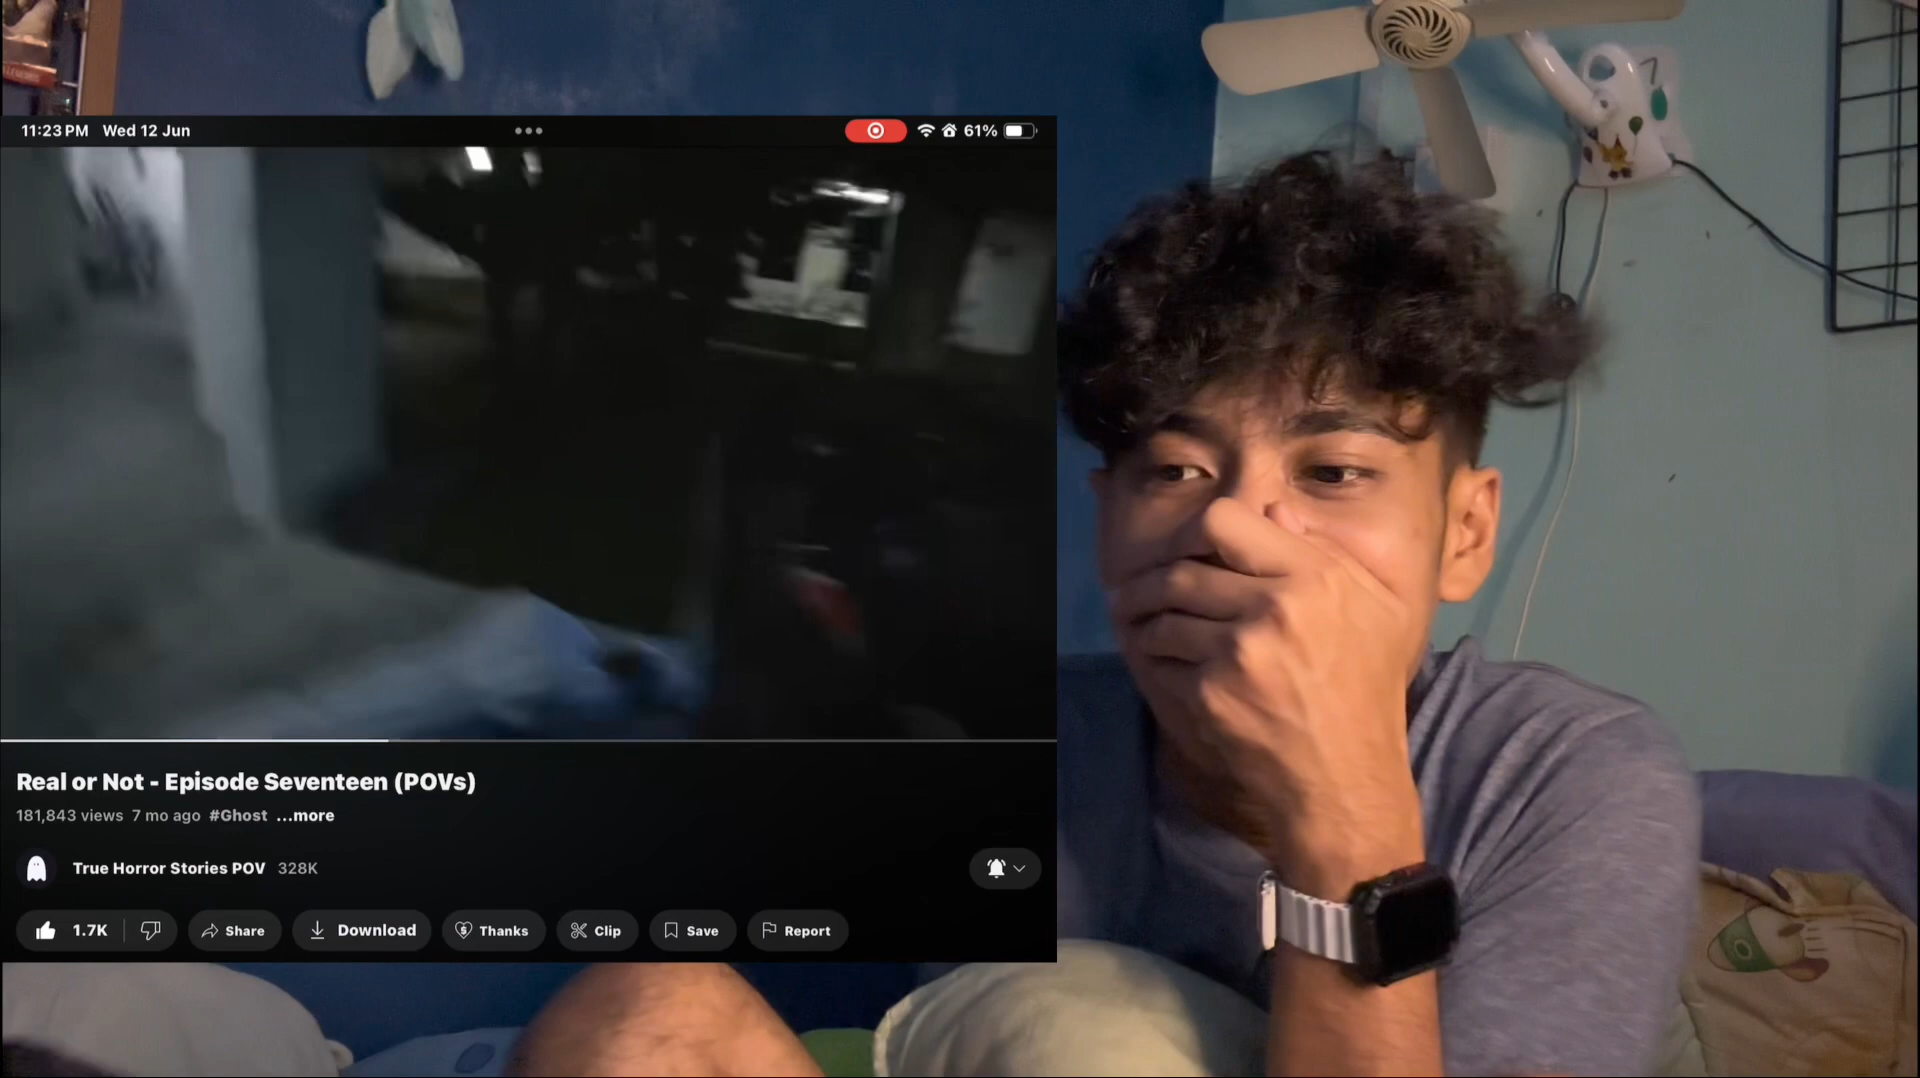 11:23 PM Wed 12 Jun
61%
Real or Not - Episode Seventeen (POVs)
181,843 views 7 mo ago #Ghost ...more
True Horror Stories POV 328K
1.7K Share Download Thanks Clip Save Report